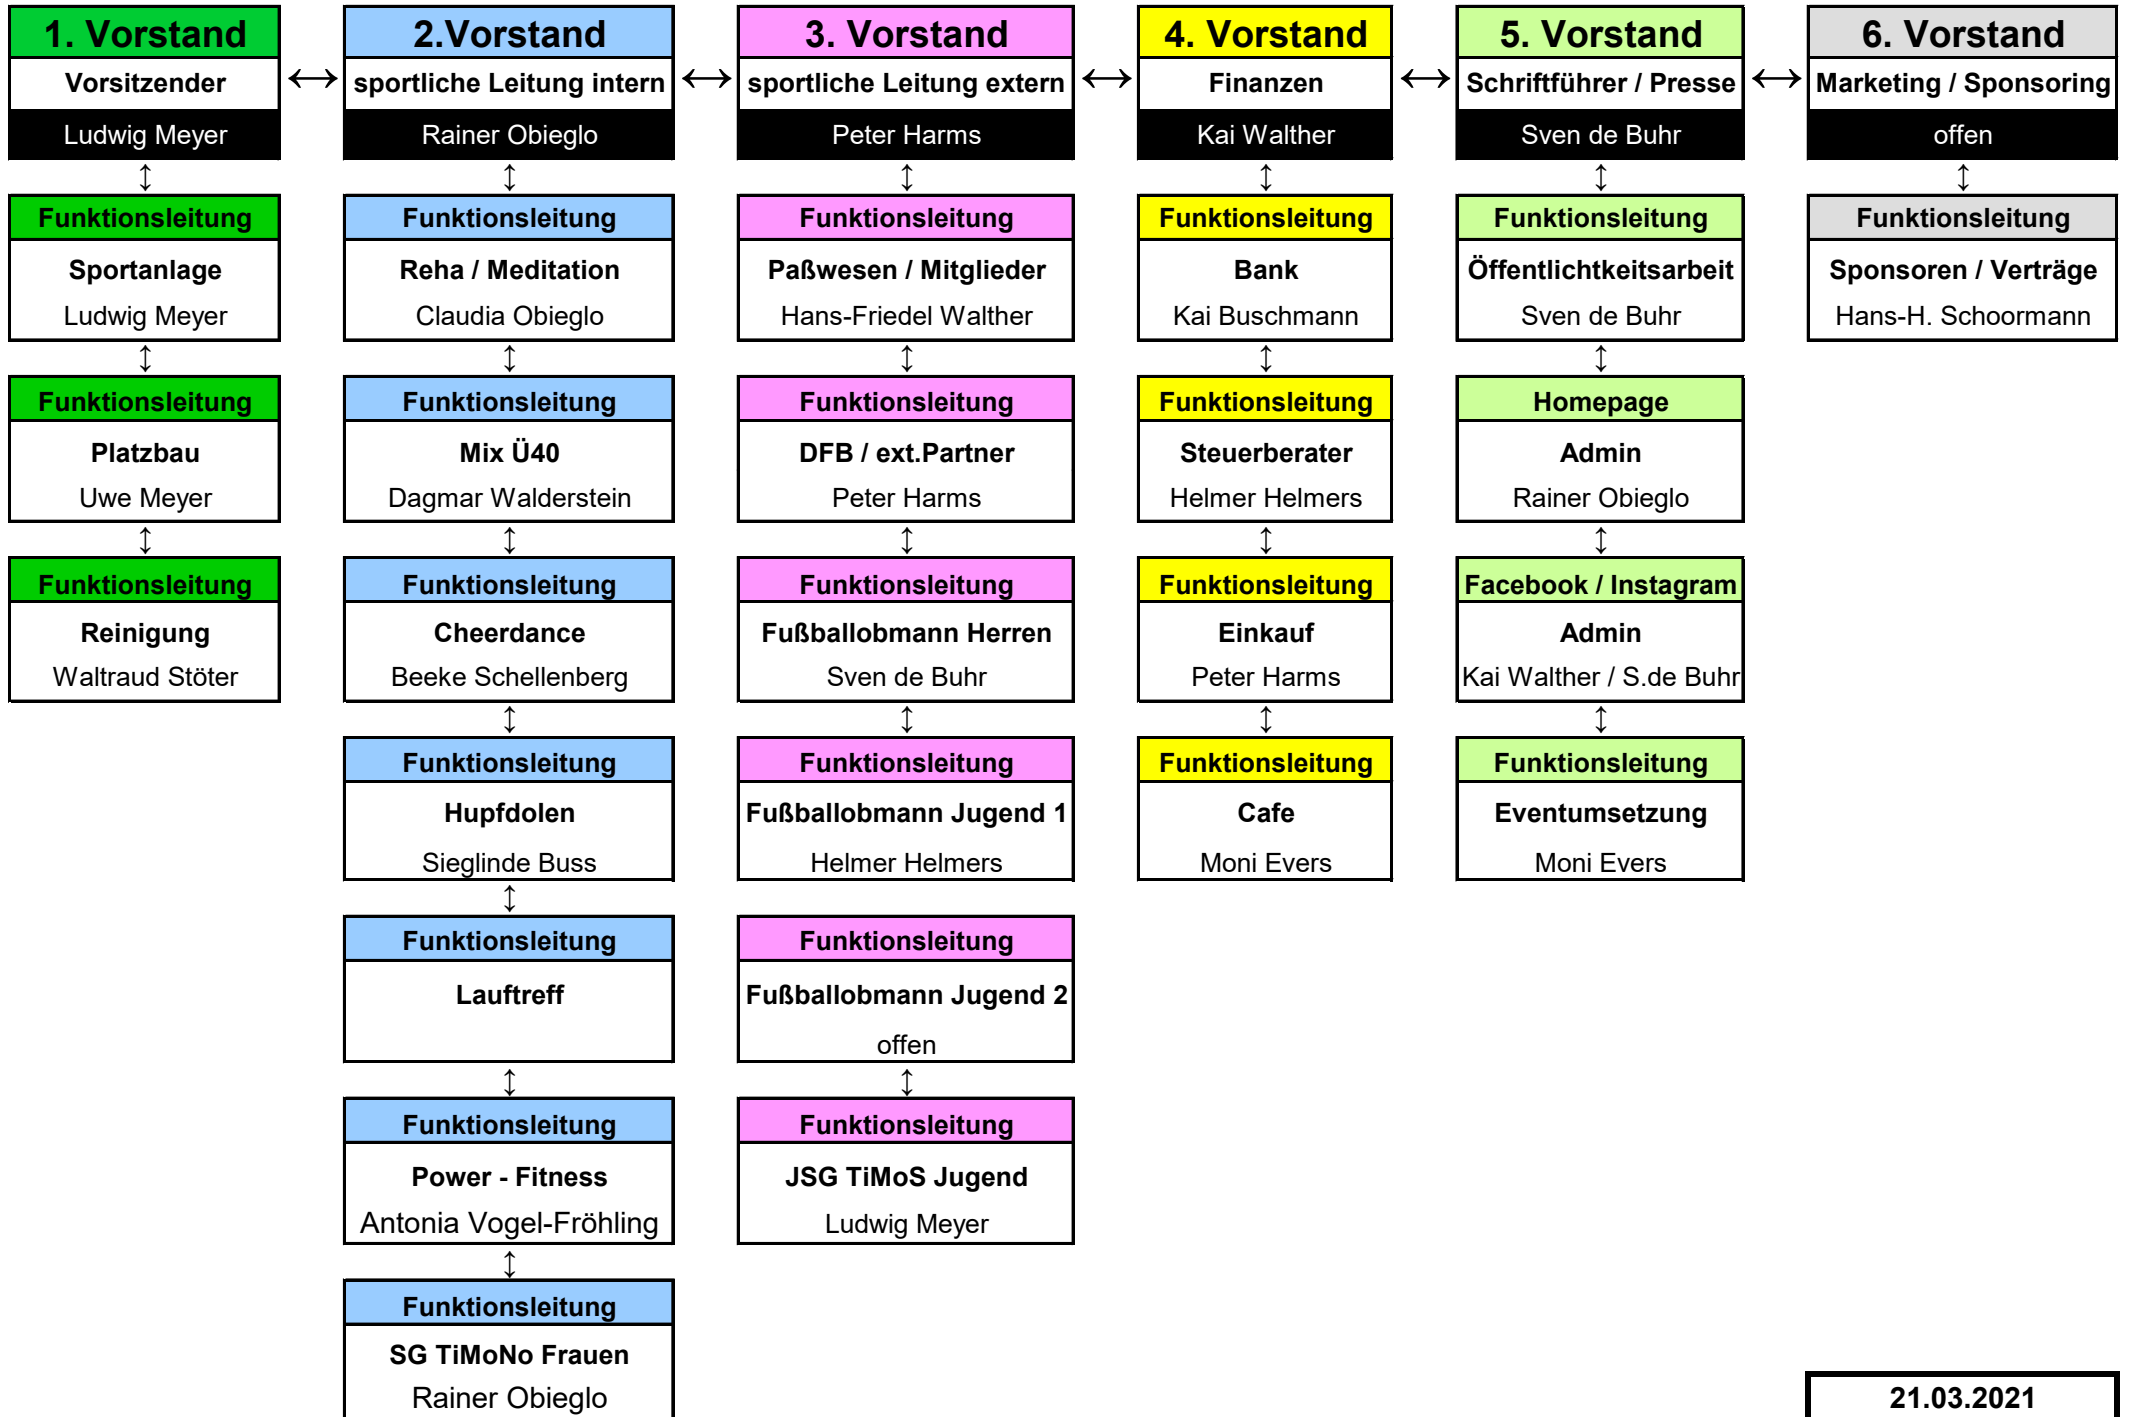 1. Vorstand
Vorsitzender
Ludwig Meyer
Funktionsleitung
Sportanlage
Ludwig Meyer
Funktionsleitung
Platzbau
Uwe Meyer
Funktionsleitung
Reinigung
Waltraud Stöter
2.Vorstand
sportliche Leitung intern
Rainer Obieglo
Funktionsleitung
Reha / Meditation
Claudia Obieglo
Funktionsleitung
Mix Ü40
Dagmar Walderstein
Funktionsleitung
Cheerdance
Beeke Schellenberg
Funktionsleitung
Hupfdolen
Sieglinde Buss
Funktionsleitung
Lauftreff
Funktionsleitung
Power - Fitness
Antonia Vogel-Fröhling
Funktionsleitung
SG TiMoNo Frauen
Rainer Obieglo
3. Vorstand
sportliche Leitung extern
Peter Harms
Funktionsleitung
Paßwesen / Mitglieder
Hans-Friedel Walther
Funktionsleitung
DFB / ext.Partner
Peter Harms
Funktionsleitung
Fußballobmann Herren
Sven de Buhr
Funktionsleitung
Fußballobmann Jugend 1
Helmer Helmers
Funktionsleitung
Fußballobmann Jugend 2
offen
Funktionsleitung
JSG TiMoS Jugend
Ludwig Meyer
4. Vorstand
Finanzen
Kai Walther
Funktionsleitung
Bank
Kai Buschmann
Funktionsleitung
Steuerberater
Helmer Helmers
Funktionsleitung
Einkauf
Peter Harms
Funktionsleitung
Cafe
Moni Evers
5. Vorstand
Schriftführer / Presse
Sven de Buhr
Funktionsleitung
Öffentlichtkeitsarbeit
Sven de Buhr
Homepage
Admin
Rainer Obieglo
Facebook / Instagram
Admin
Kai Walther / S.de Buhr
Funktionsleitung
Eventumsetzung
Moni Evers
6. Vorstand
Marketing / Sponsoring
offen
Funktionsleitung
Sponsoren / Verträge
Hans-H. Schoormann
21.03.2021